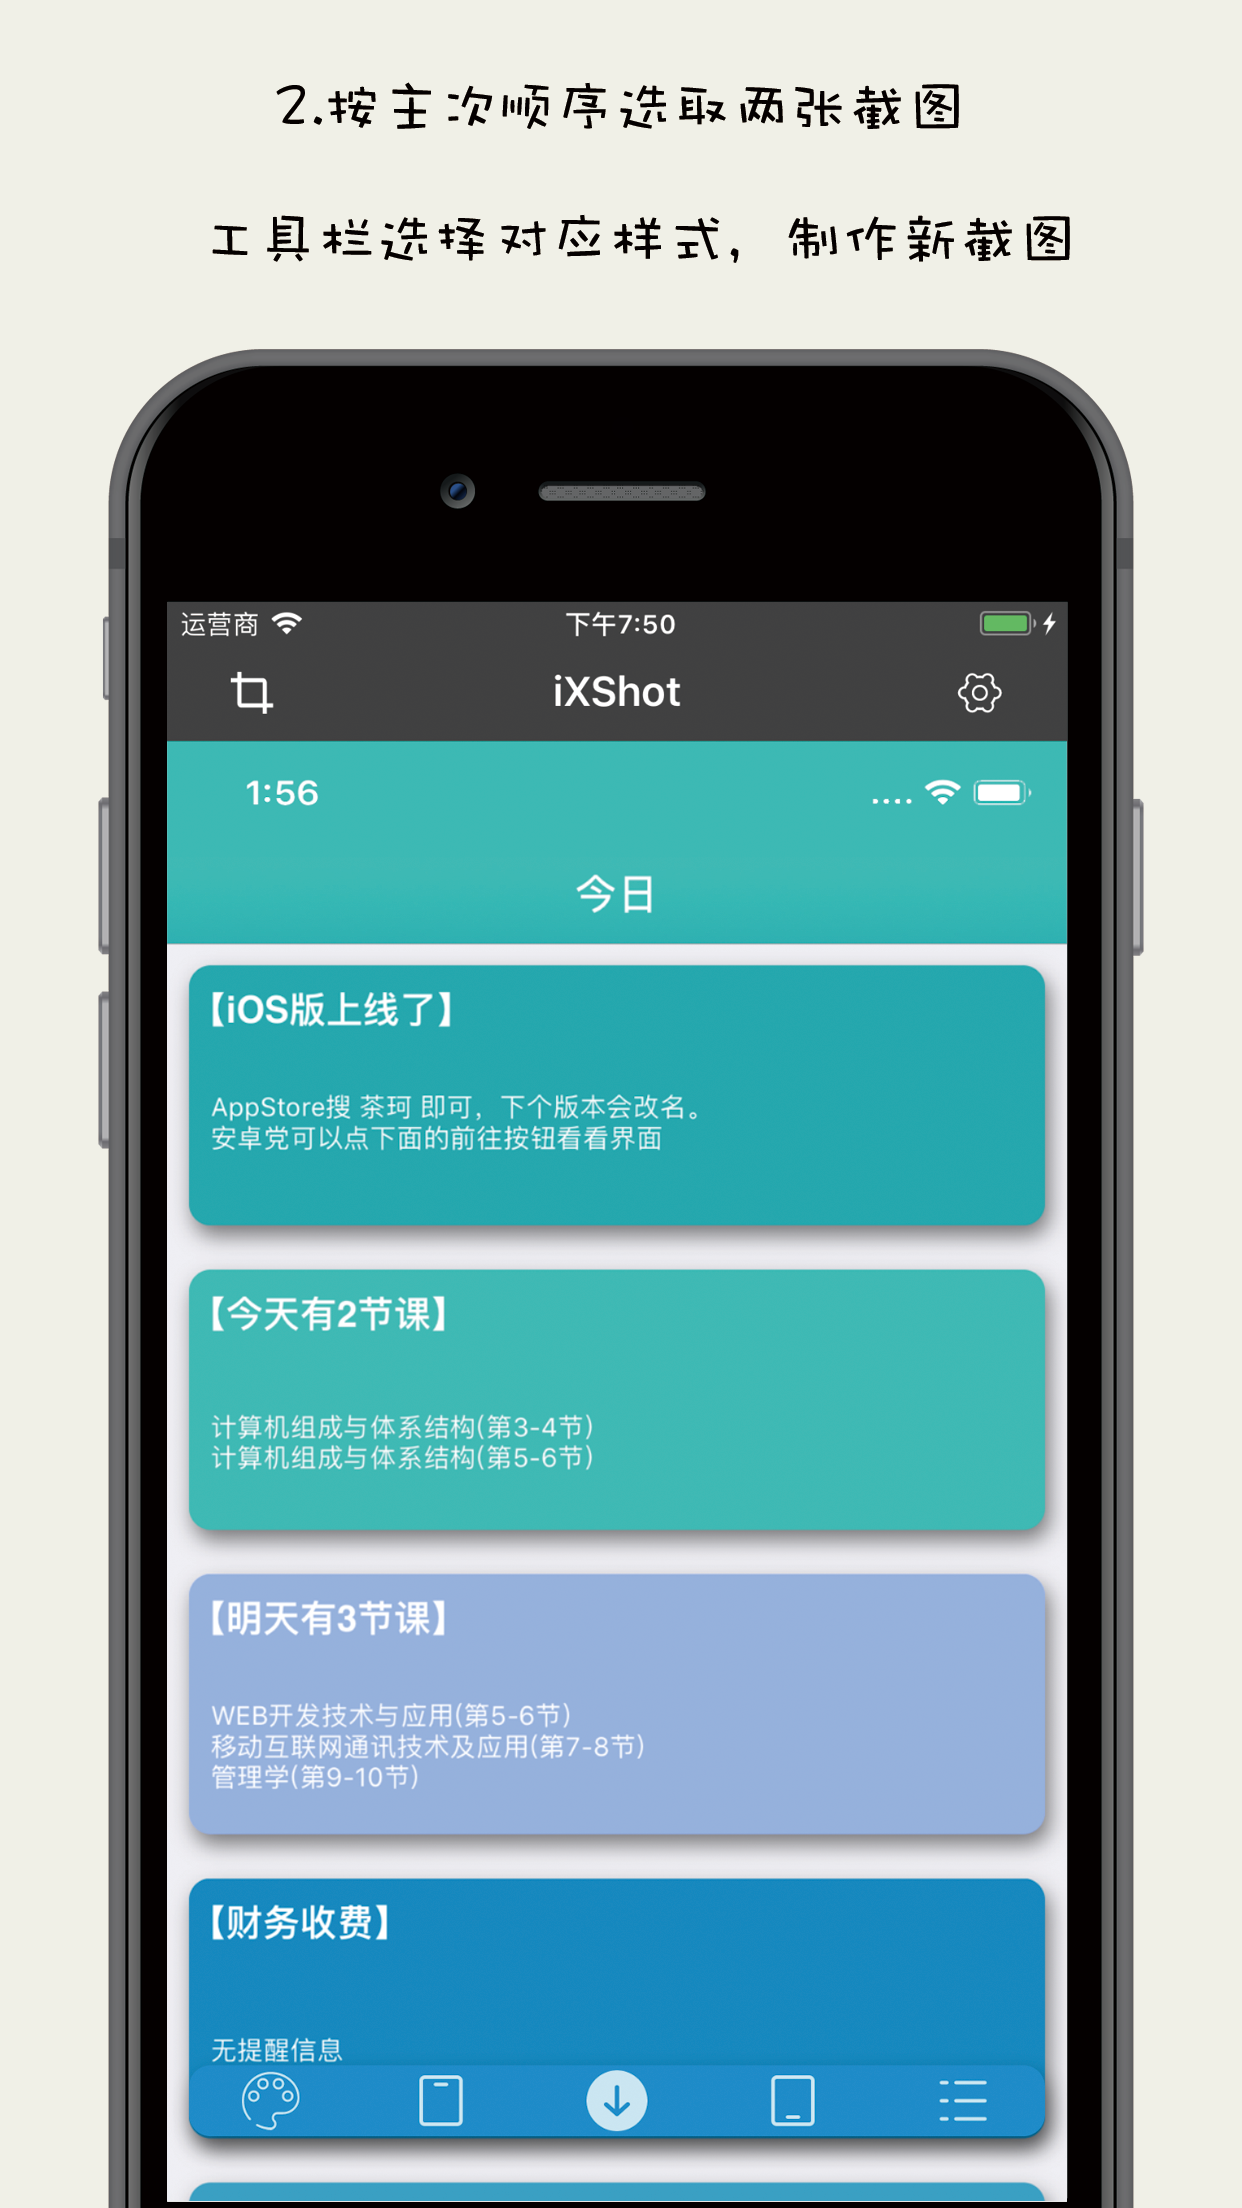 2.按主次顺序选取两张截图
工具栏选择对应样式，制作新截图
运营商 下午7:50
iXShot
1:56
今日
【iOS版上线了】
AppStore搜 茶珂 即可，下个版本会改名。
安卓党可以点下面的前往按钮看看界面
【今天有2节课】
计算机组成与体系结构(第3-4节)
计算机组成与体系结构(第5-6节)
【明天有3节课】
WEB开发技术与应用(第5-6节)
移动互联网通讯技术及应用(第7-8节)
管理学(第9-10节)
【财务收费】
无提醒信息